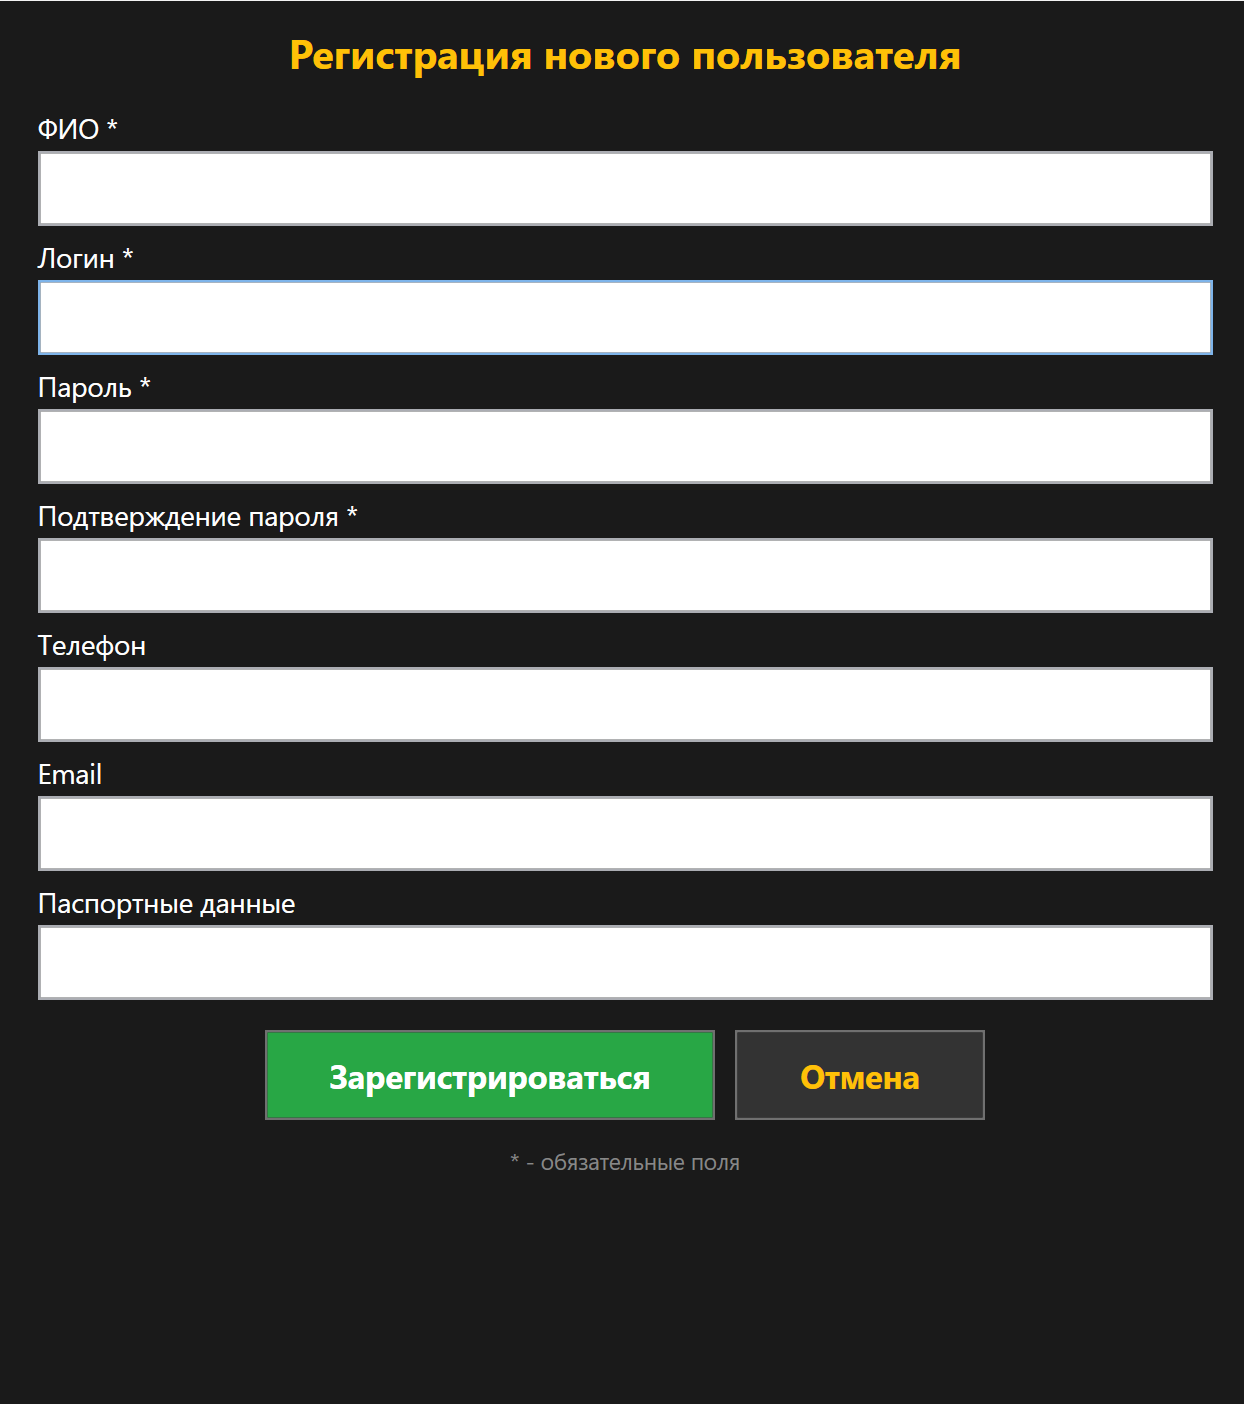 Регистрация нового пользователя
ФИО *
Логин *
Пароль *
Подтверждение пароля *
Телефон
Email
Паспортные данные
Зарегистрироваться
Отмена
* - обязательные поля